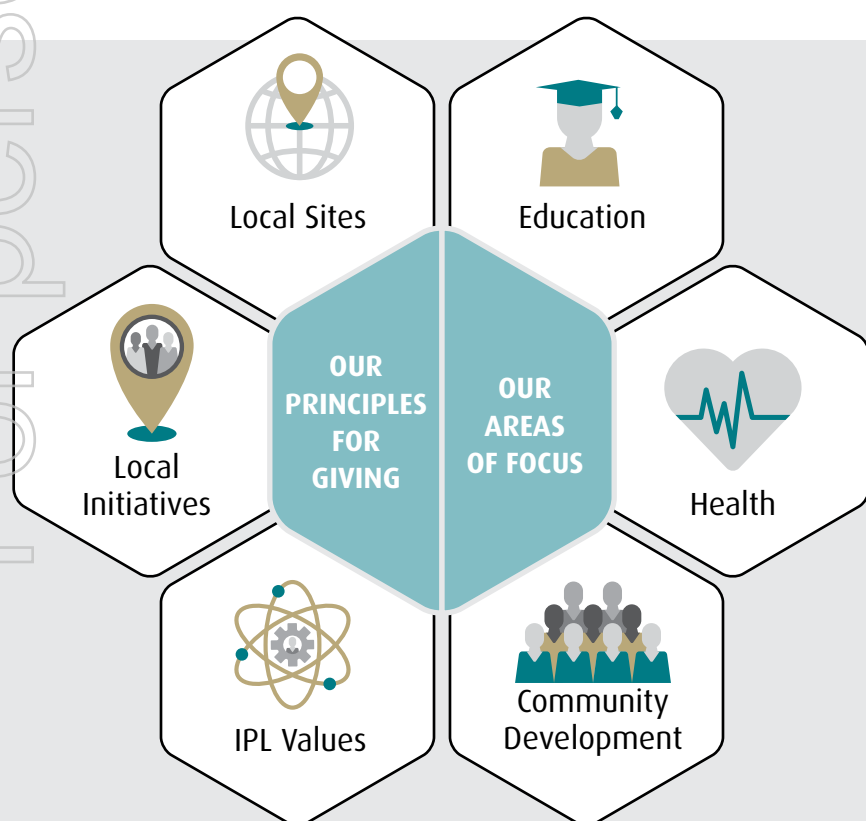 Local Sites
Education
Local
Initiatives
OUR
PRINCIPLES
FOR
GIVING
OUR
AREAS
OF FOCUS
Health
IPL Values
Community
Development